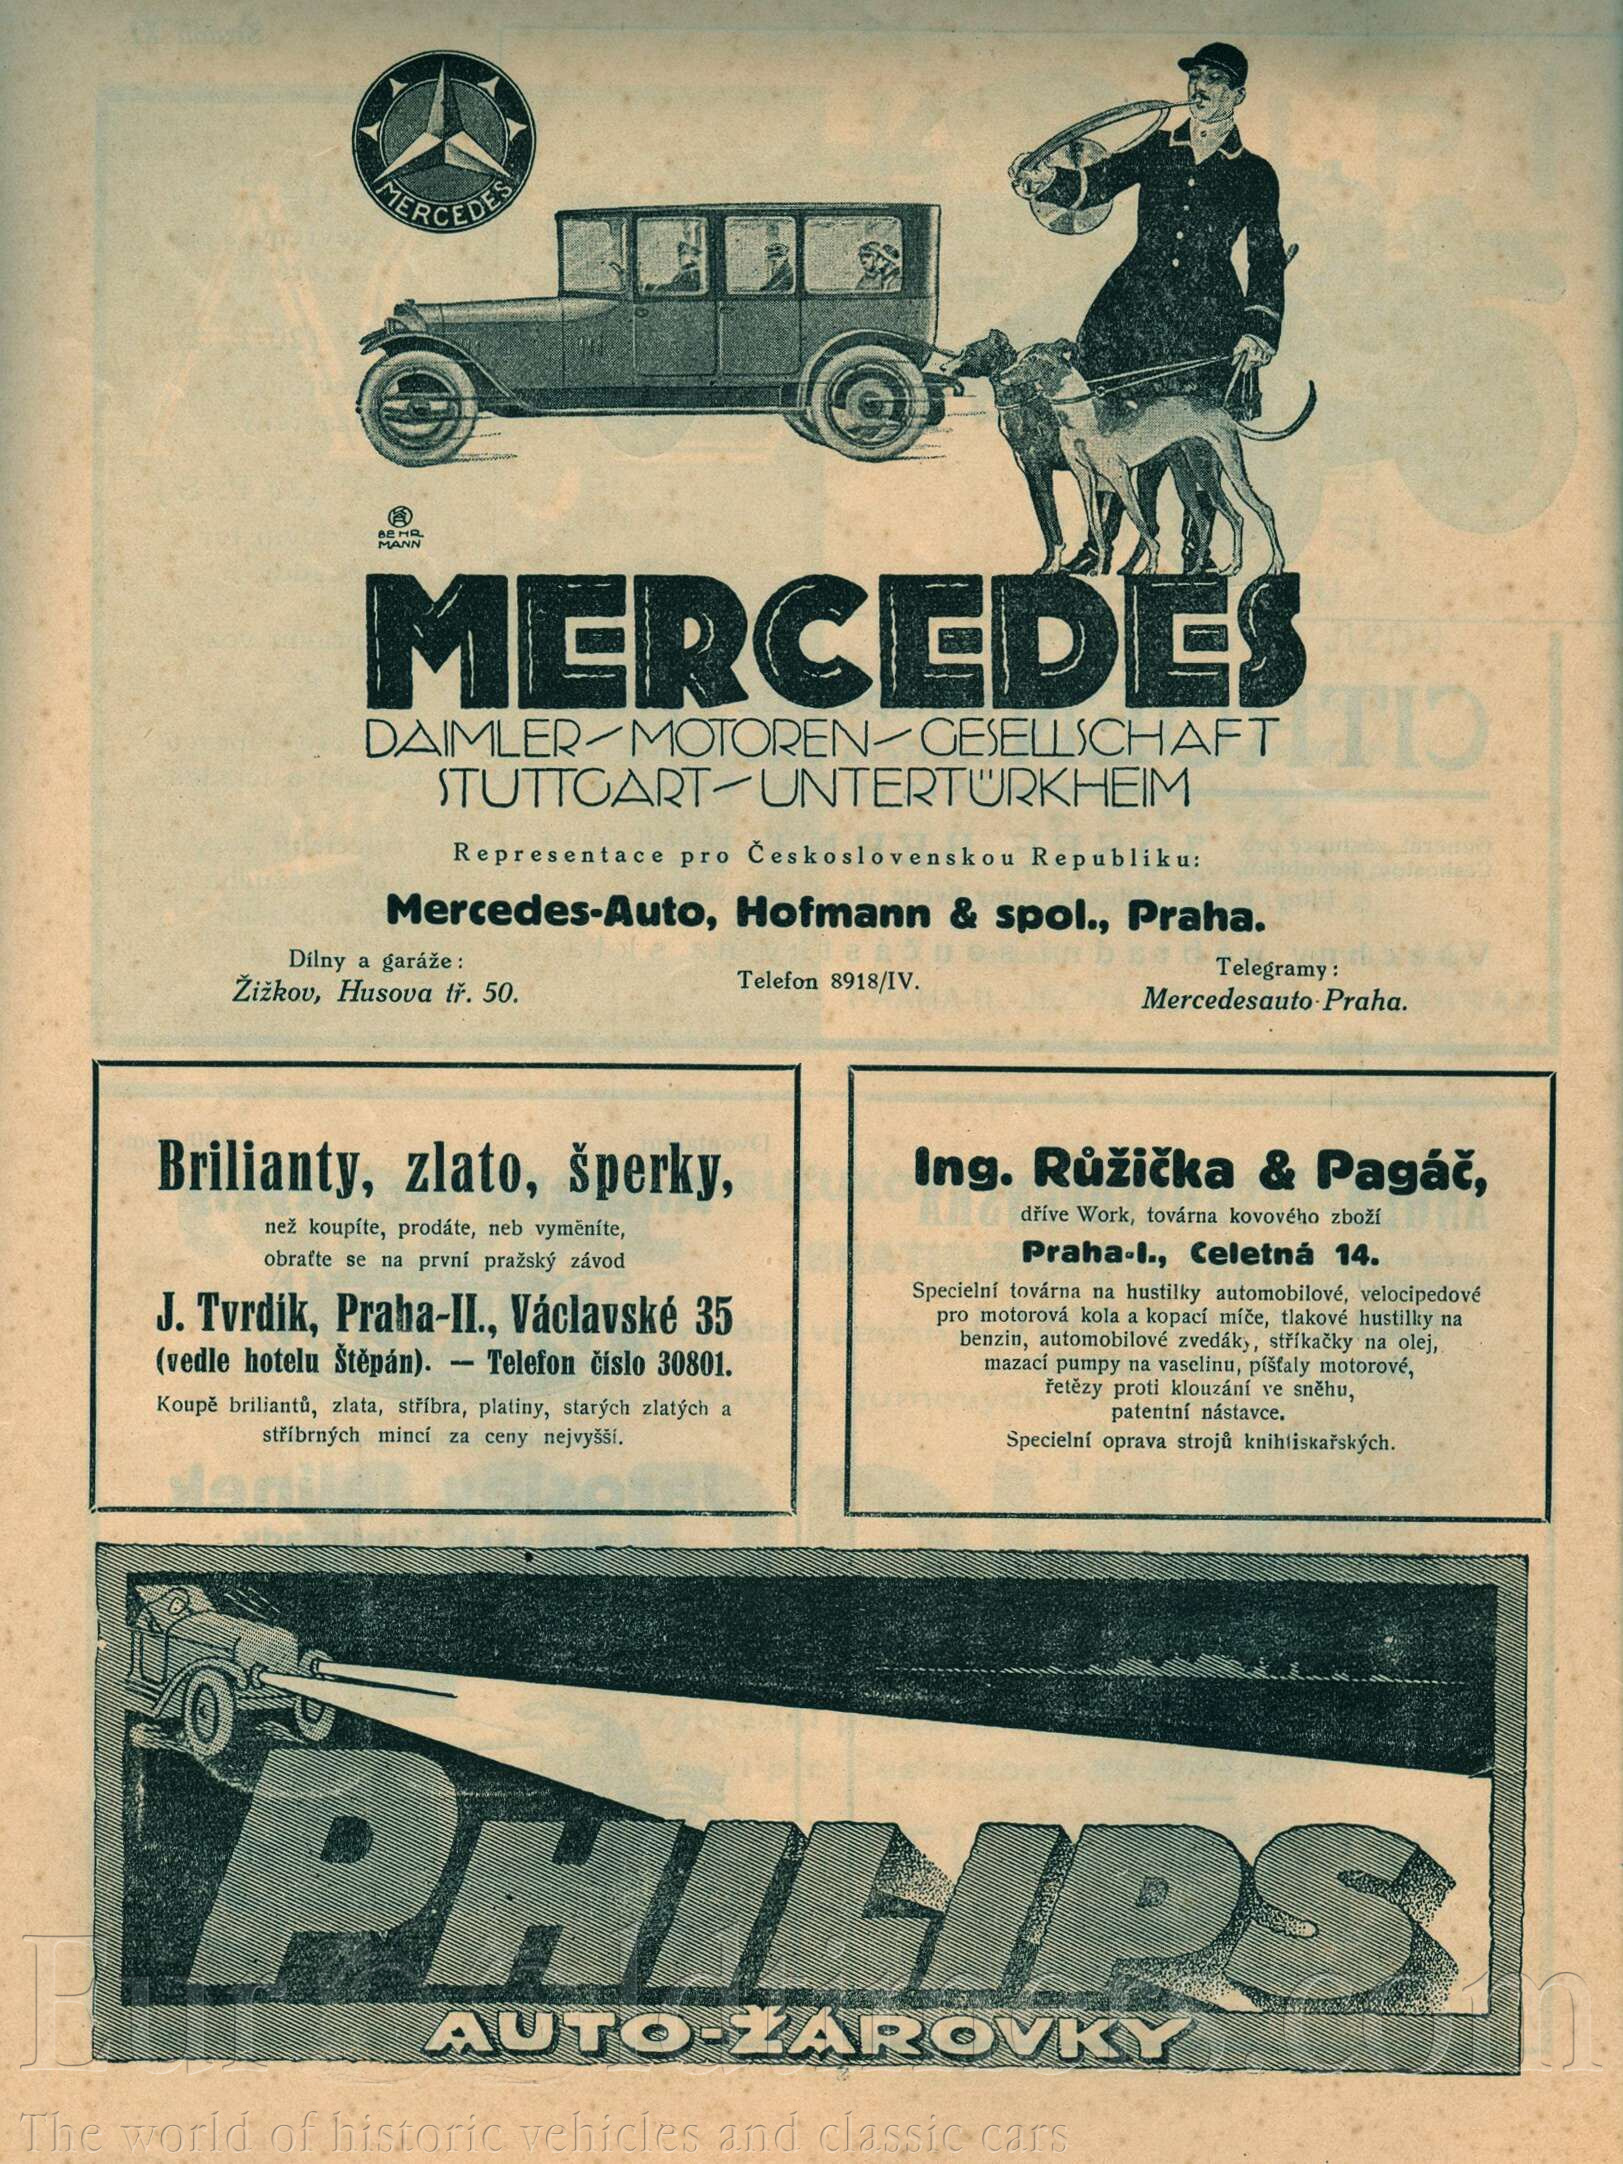 MERCEDES
BEHR
MANN
MERCEDES
DAIMLER-MOTOREN-GESELLSCHAFT
STUTTGART-UNTERTÜRKHEIM
Representace pro Československou Republiku:
Mercedes-Auto, Hofmann & spol., Praha.
Dílny a garáže:
Žižkov, Husova tř. 50.
Telefon 8918/IV.
Telegramy:
Mercedesauto-Praha.
Brilianty, zlato, šperky,
než koupíte, prodáte, neb vyměníte,
obraťte se na první pražský závod
J. Tvrdík, Praha-II., Václavské 35
(vedle hotelu Štěpán). — Telefon číslo 30801.
Koupě briliantů, zlata, stříbra, platiny, starých zlatých a
stříbrných mincí za ceny nejvyšší.
Ing. Růžička & Pagáč,
dříve Work, továrna kovového zboží
Praha-I., Celetná 14.
Specielní továrna na hustilky automobilové, velocipedové
pro motorová kola a kopací míče, tlakové hustilky na
benzin, automobilové zvedáky, stříkačky na olej,
mazací pumpy na vaselinu, píšťaly motorové,
řetězy proti klouzání ve sněhu,
patentní nástavce.
Specielní oprava strojů knihtiskařských.
PHILIPS
AUTO-ŽÁROVKY
The world of historic vehicles and classic cars